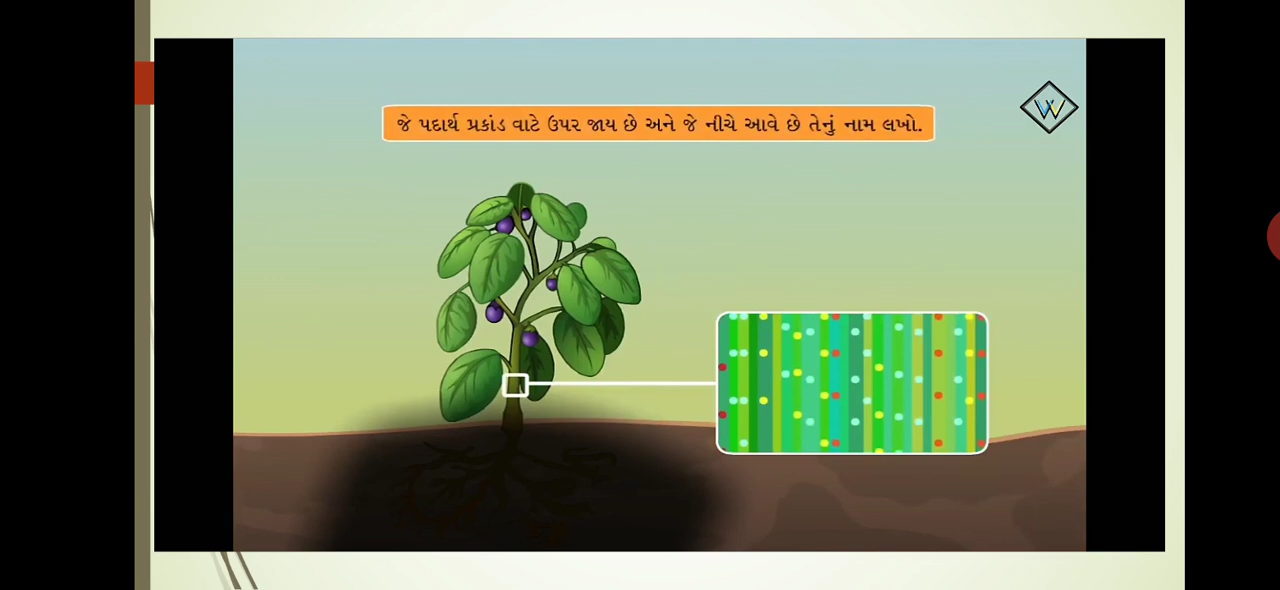 જે પદાર્થ પ્રકાંડ વાટે ઉપર જાય છે અને જે નીચે આવે છે તેનું નામ લખો.
W